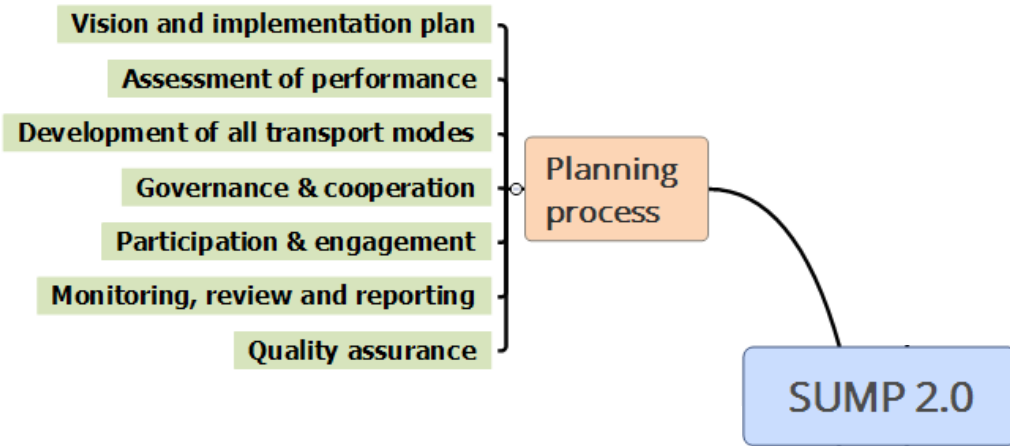 Vision and implementation plan
Assessment of performance
Development of all transport modes
Governance & cooperation
Participation & engagement
Monitoring, review and reporting
Quality assurance
Planning
process
SUMP 2.0